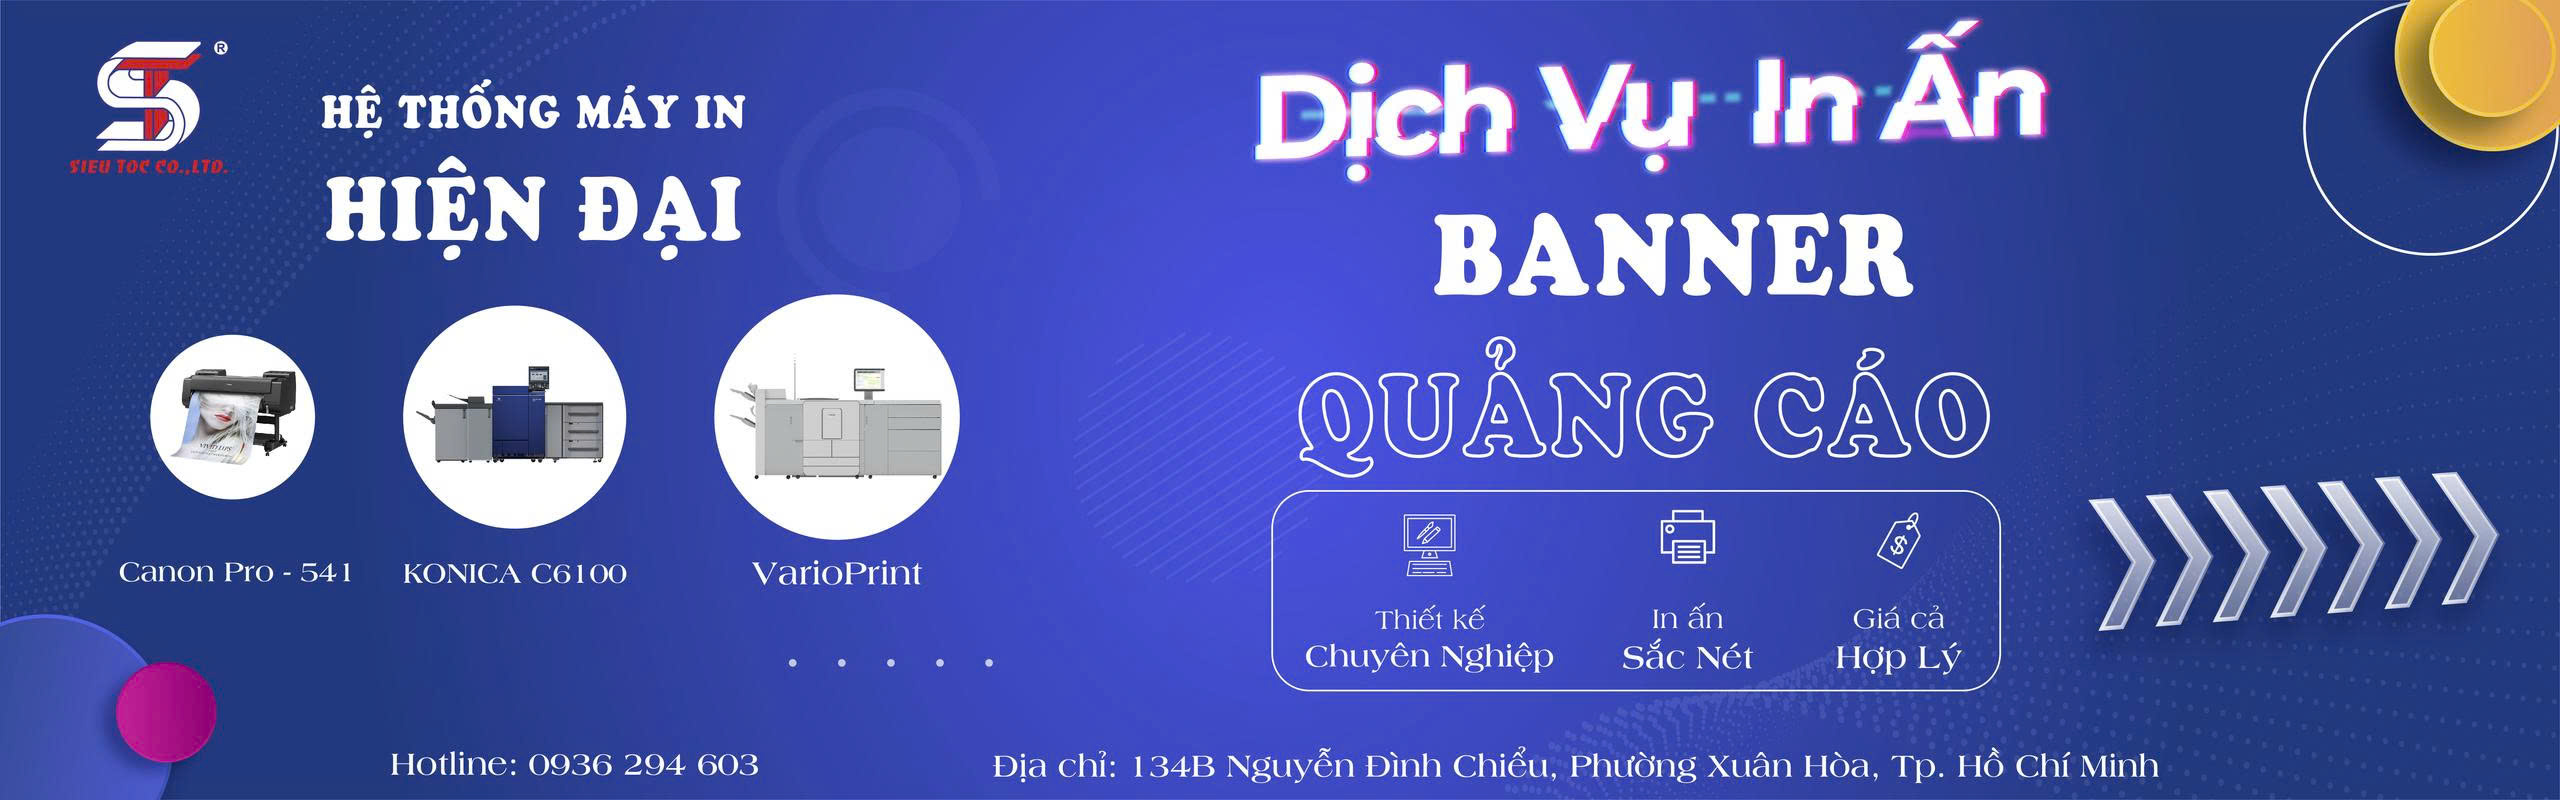 ®
SIEU TOC CO.,LTD.
HỆ THỐNG MÁY IN
HIỆN ĐẠI
Canon Pro - 541
KONICA C6100
VarioPrint
Dịch Vụ In Ấn
BANNER
QUẢNG CÁO
Thiết kế
Chuyên Nghiệp
In ấn
Sắc Nét
Giá cả
Hợp Lý
Hotline: 0936 294 603
Địa chỉ: 134B Nguyễn Đình Chiểu, Phường Xuân Hòa, Tp. Hồ Chí Minh